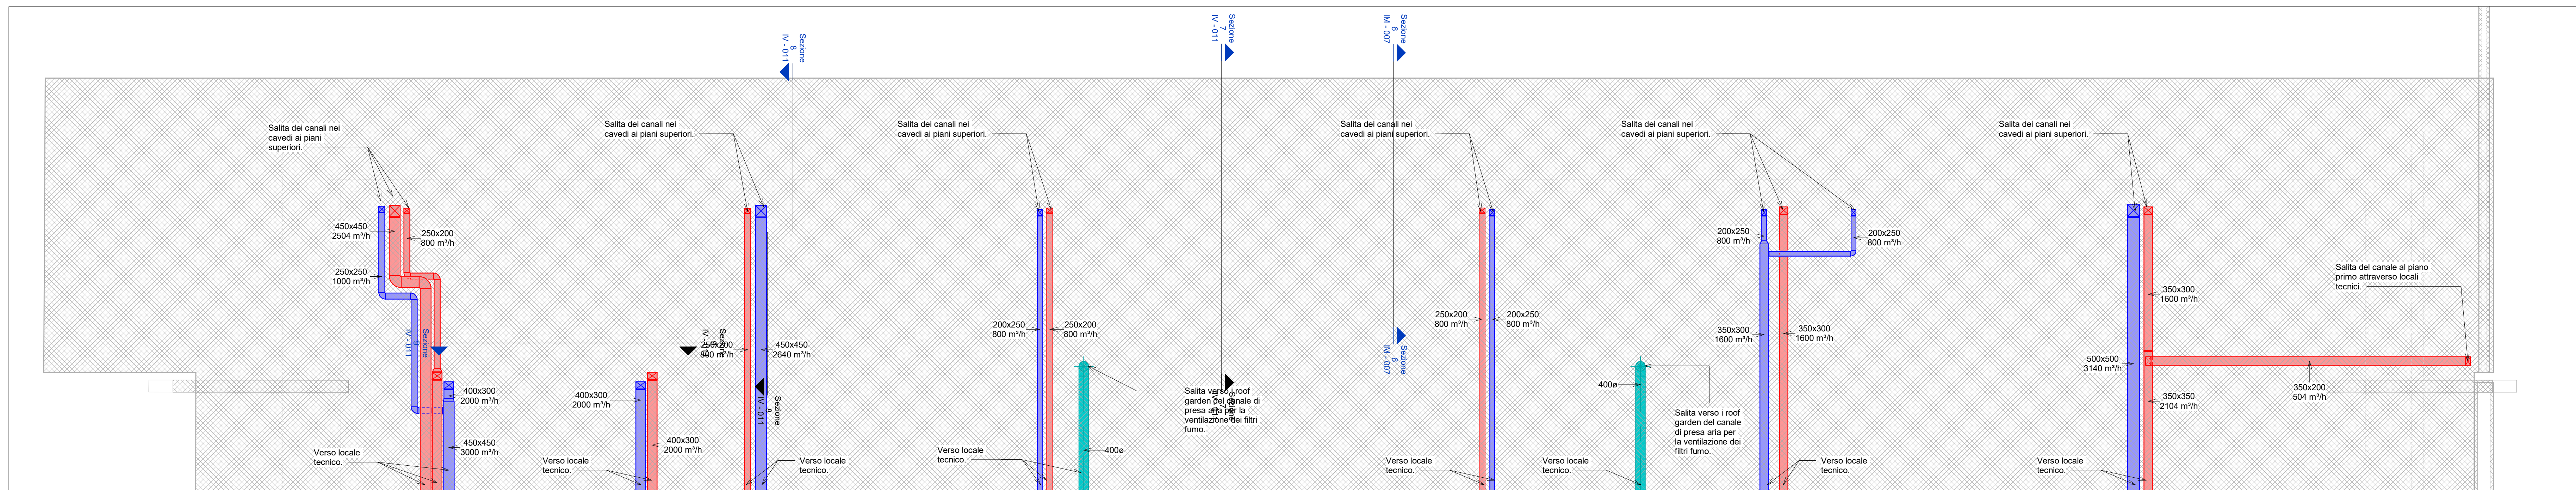 Sezione
8
IV - 011
Sezione
7
IV - 011
Sezione
6
IM - 007
Salita dei canali nei
cavedi ai piani
superiori.
Salita dei canali nei
cavedi ai piani superiori.
Salita dei canali nei
cavedi ai piani superiori.
Salita dei canali nei
cavedi ai piani superiori.
Salita dei canali nei
cavedi ai piani superiori.
Salita dei canali nei
cavedi ai piani superiori.
450x450
2504 m³/h
250x200
800 m³/h
250x250
1000 m³/h
200x250
800 m³/h
200x250
800 m³/h
Salita del canale al piano
primo attraverso locali
tecnici.
350x300
1600 m³/h
Sezione
9
IV - 011
Sezione
250x200
800 m³/h
450x450
2640 m³/h
200x250
800 m³/h
250x200
800 m³/h
250x200
800 m³/h
200x250
800 m³/h
350x300
1600 m³/h
350x300
1600 m³/h
Sezione
6
IM - 007
500x500
3140 m³/h
350x200
504 m³/h
350x350
2104 m³/h
400x300
2000 m³/h
400x300
2000 m³/h
Sezione
8
IV - 011
Salita verso i roof
garden del canale di
presa aria per la
ventilazione dei filtri
fumo.
400ø
Salita verso i roof
garden del canale
di presa aria per
la ventilazione dei
filtri fumo.
450x450
3000 m³/h
400x300
2000 m³/h
400ø
Verso locale
tecnico.
Verso locale
tecnico.
Verso locale
tecnico.
Verso locale
tecnico.
Verso locale
tecnico.
Verso locale
tecnico.
Verso locale
tecnico.
Verso locale
tecnico.